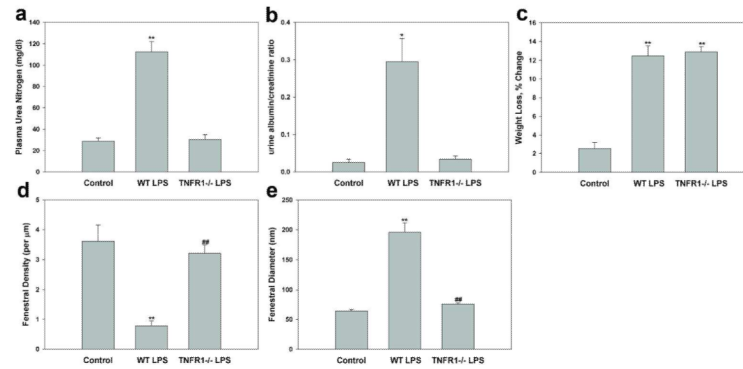 a
Plasma Urea Nitrogen (mg/dl)
140
120
100
80
60
40
20
0
**
Control WT LPS TNFR1-/- LPS
b
urine albumin/creatinine ratio
0.4
0.3
0.2
0.1
0.0
*
Control WT LPS TNFR1-/- LPS
c
Weight Loss, % Change
16
14
12
10
8
6
4
2
0
** **
Control WT LPS TNFR1-/- LPS
d
Fenestral Density (per µm)
5
4
3
2
1
0
**
##
Control WT LPS TNFR1-/- LPS
e
Fenestral Diameter (nm)
250
200
150
100
50
0
**
##
Control WT LPS TNFR1-/- LPS